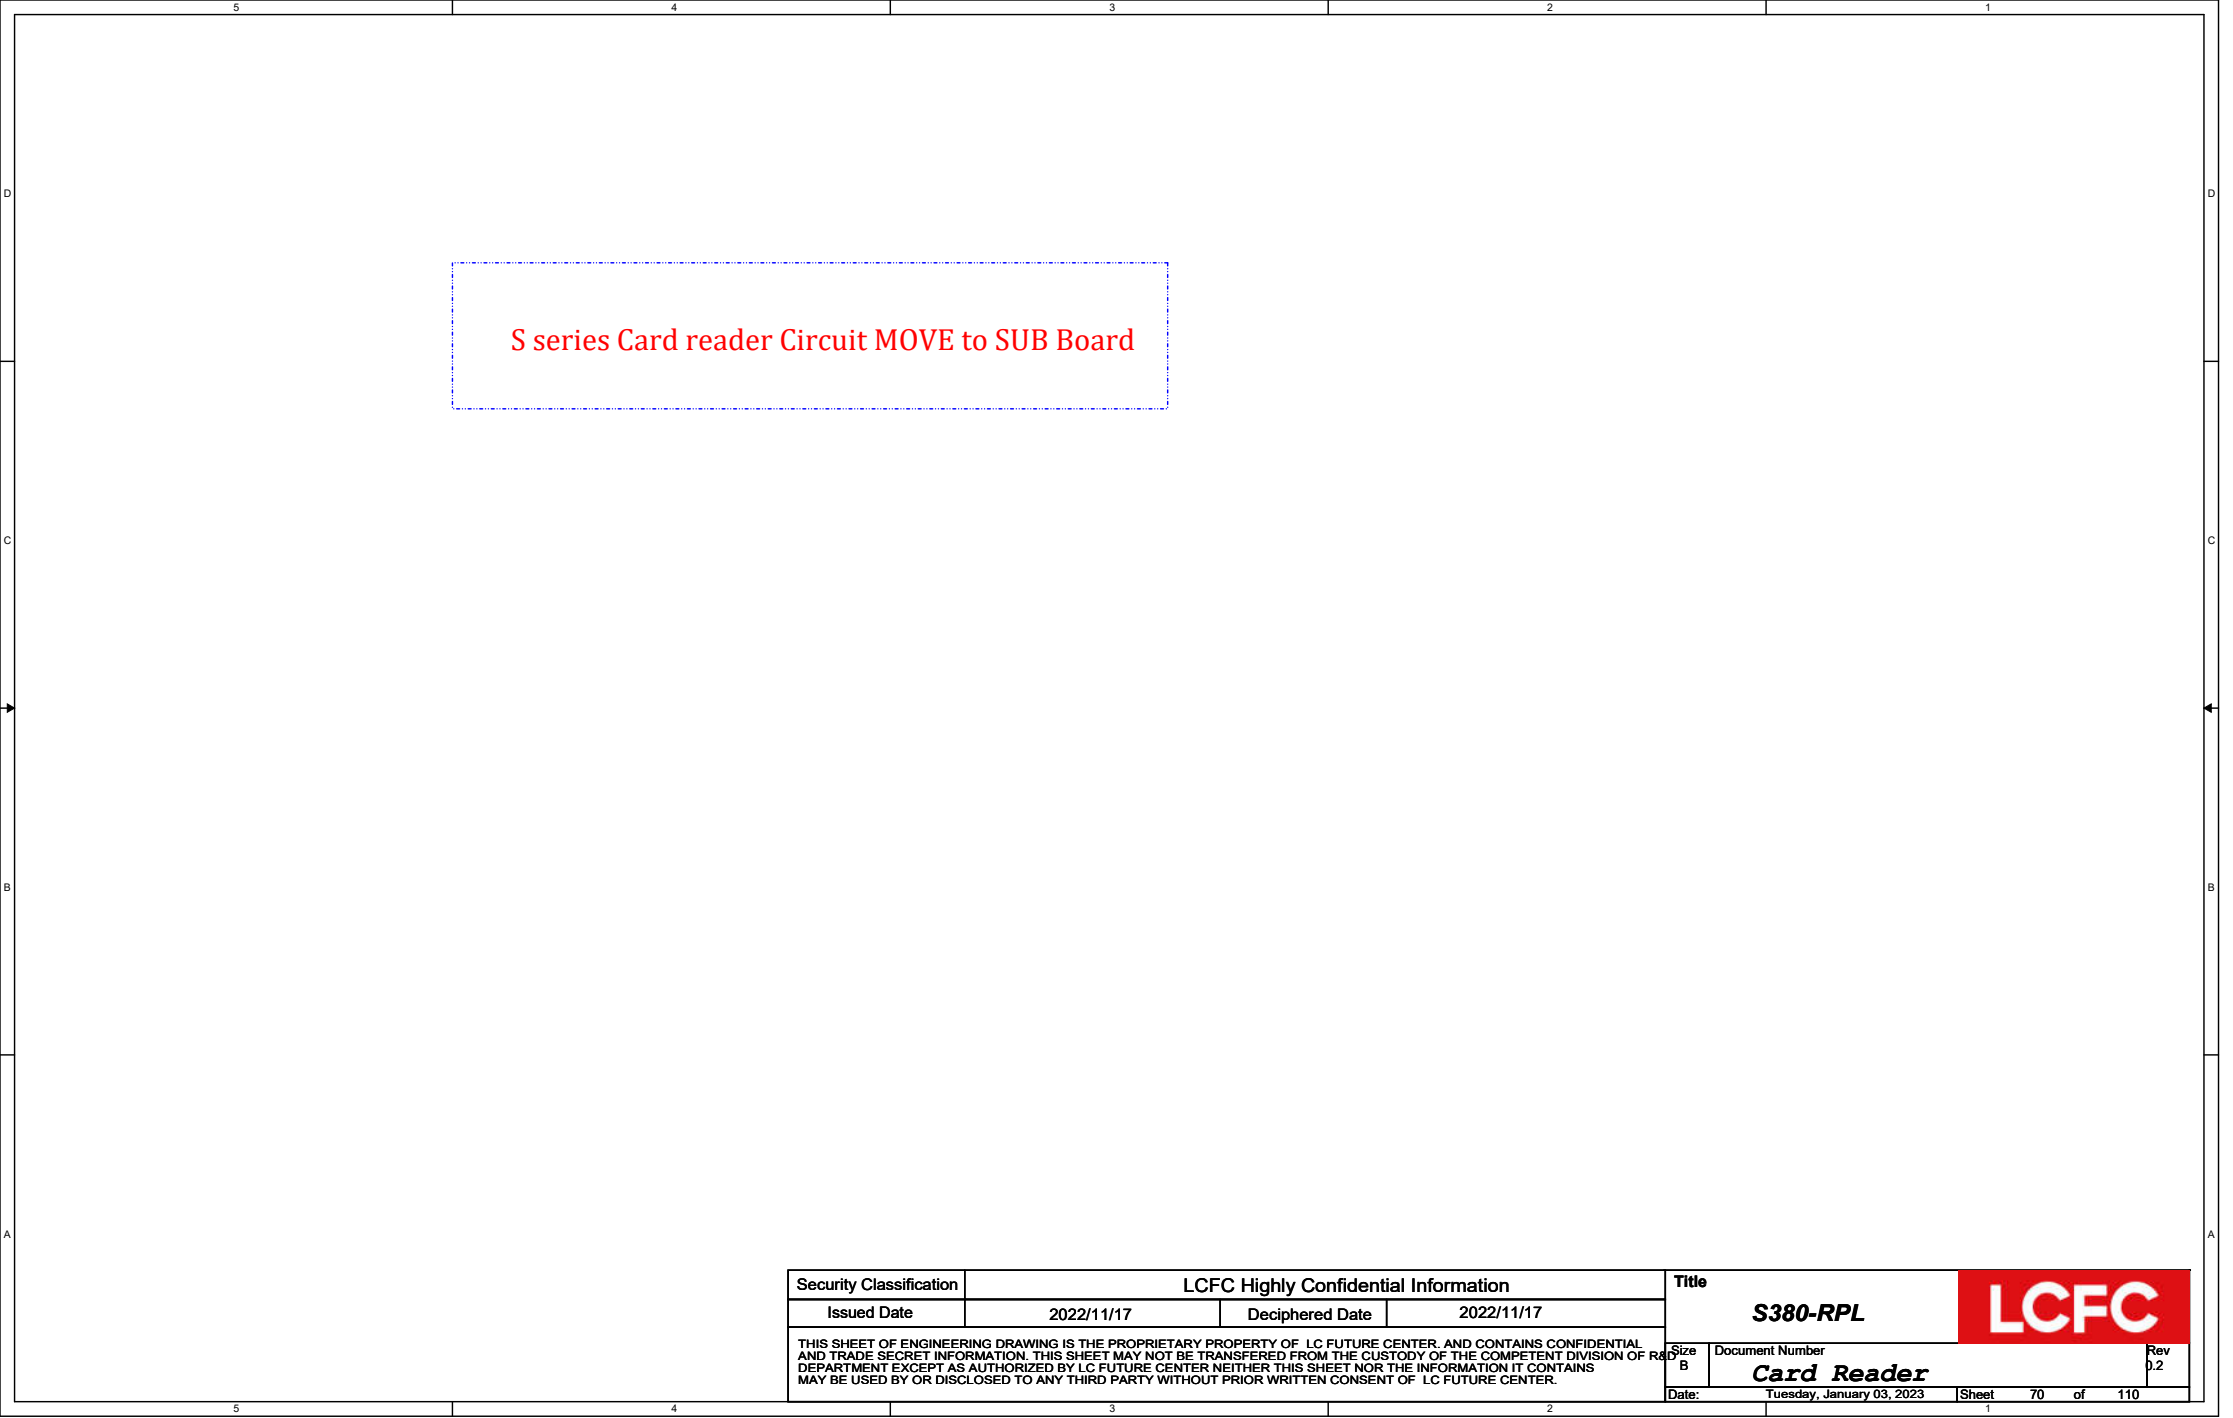 5 4 3 2 1
D D
S series Card reader Circuit MOVE to SUB Board
C C
B B
A A
Security Classification LCFC Highly Confidential Information
Issued Date 2022/11/17 Deciphered Date 2022/11/17
THIS SHEET OF ENGINEERING DRAWING IS THE PROPRIETARY PROPERTY OF LC FUTURE CENTER. AND CONTAINS CONFIDENTIAL
AND TRADE SECRET INFORMATION. THIS SHEET MAY NOT BE TRANSFERED FROM THE CUSTODY OF THE COMPETENT DIVISION OF R&D
DEPARTMENT EXCEPT AS AUTHORIZED BY LC FUTURE CENTER NEITHER THIS SHEET NOR THE INFORMATION IT CONTAINS
MAY BE USED BY OR DISCLOSED TO ANY THIRD PARTY WITHOUT PRIOR WRITTEN CONSENT OF LC FUTURE CENTER.
Title
S380-RPL
LCFC
Size Document Number Rev
B Card Reader 0.2
Date: Tuesday, January 03, 2023 Sheet 70 of 110
5 4 3 2 1